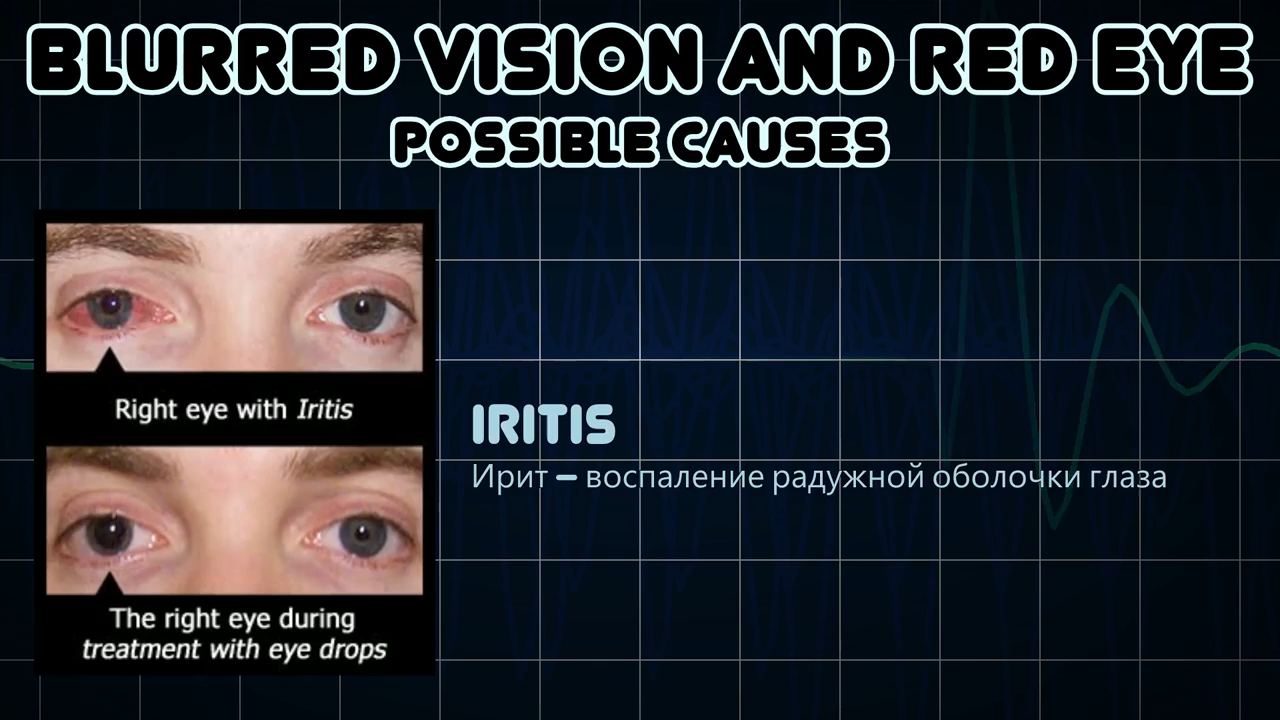 BLURRED VISION AND RED EYE
POSSIBLE CAUSES
Right eye with Iritis
The right eye during
treatment with eye drops
IRITIS
Ирит – воспаление радужной оболочки глаза